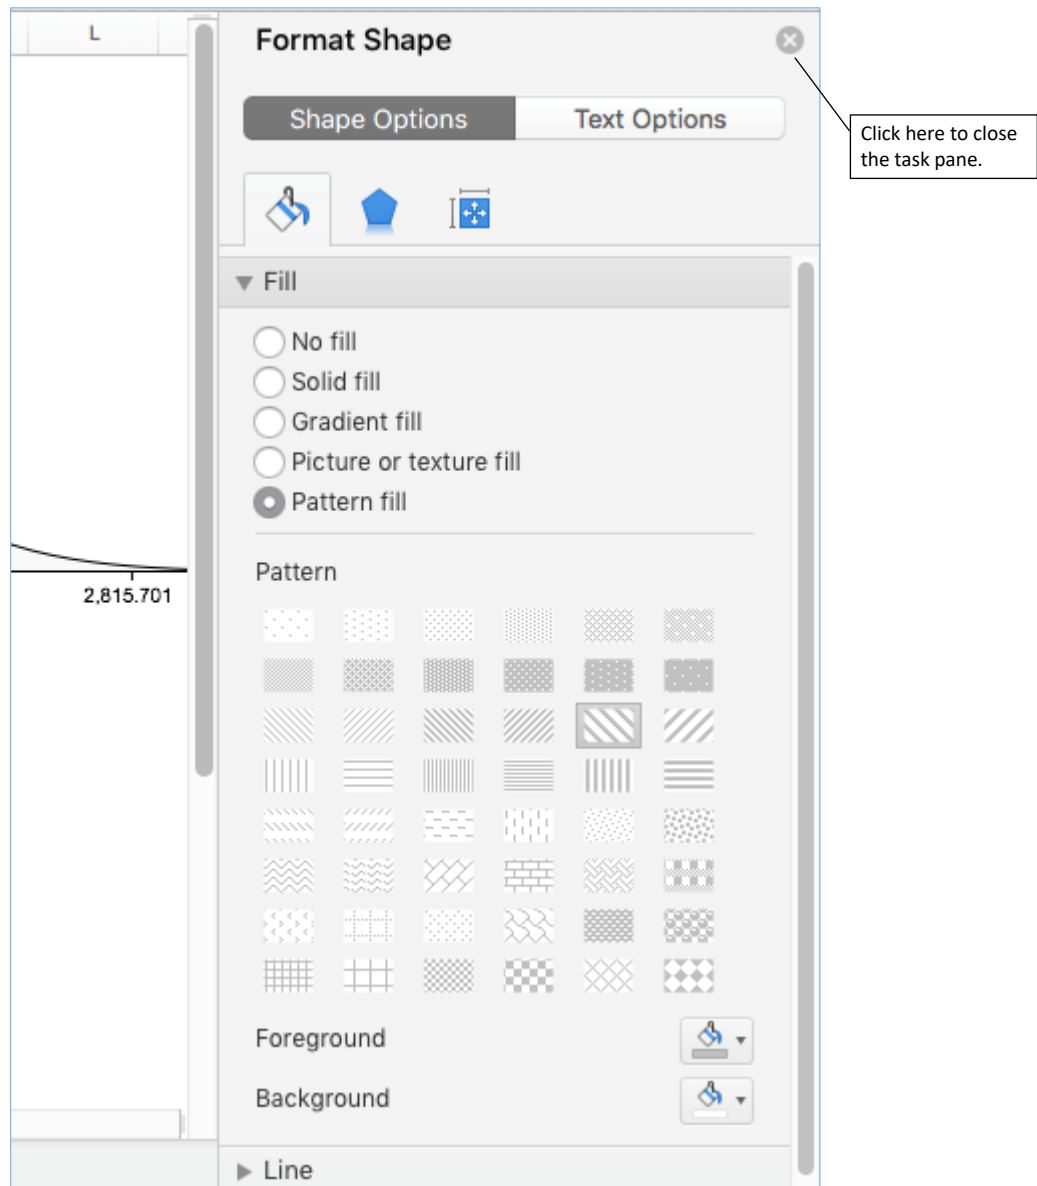 L
Format Shape
Shape Options
Text Options
Click here to close
the task pane.
Fill
No fill
Solid fill
Gradient fill
Picture or texture fill
Pattern fill
2,815.701
Pattern
Foreground
Background
Line